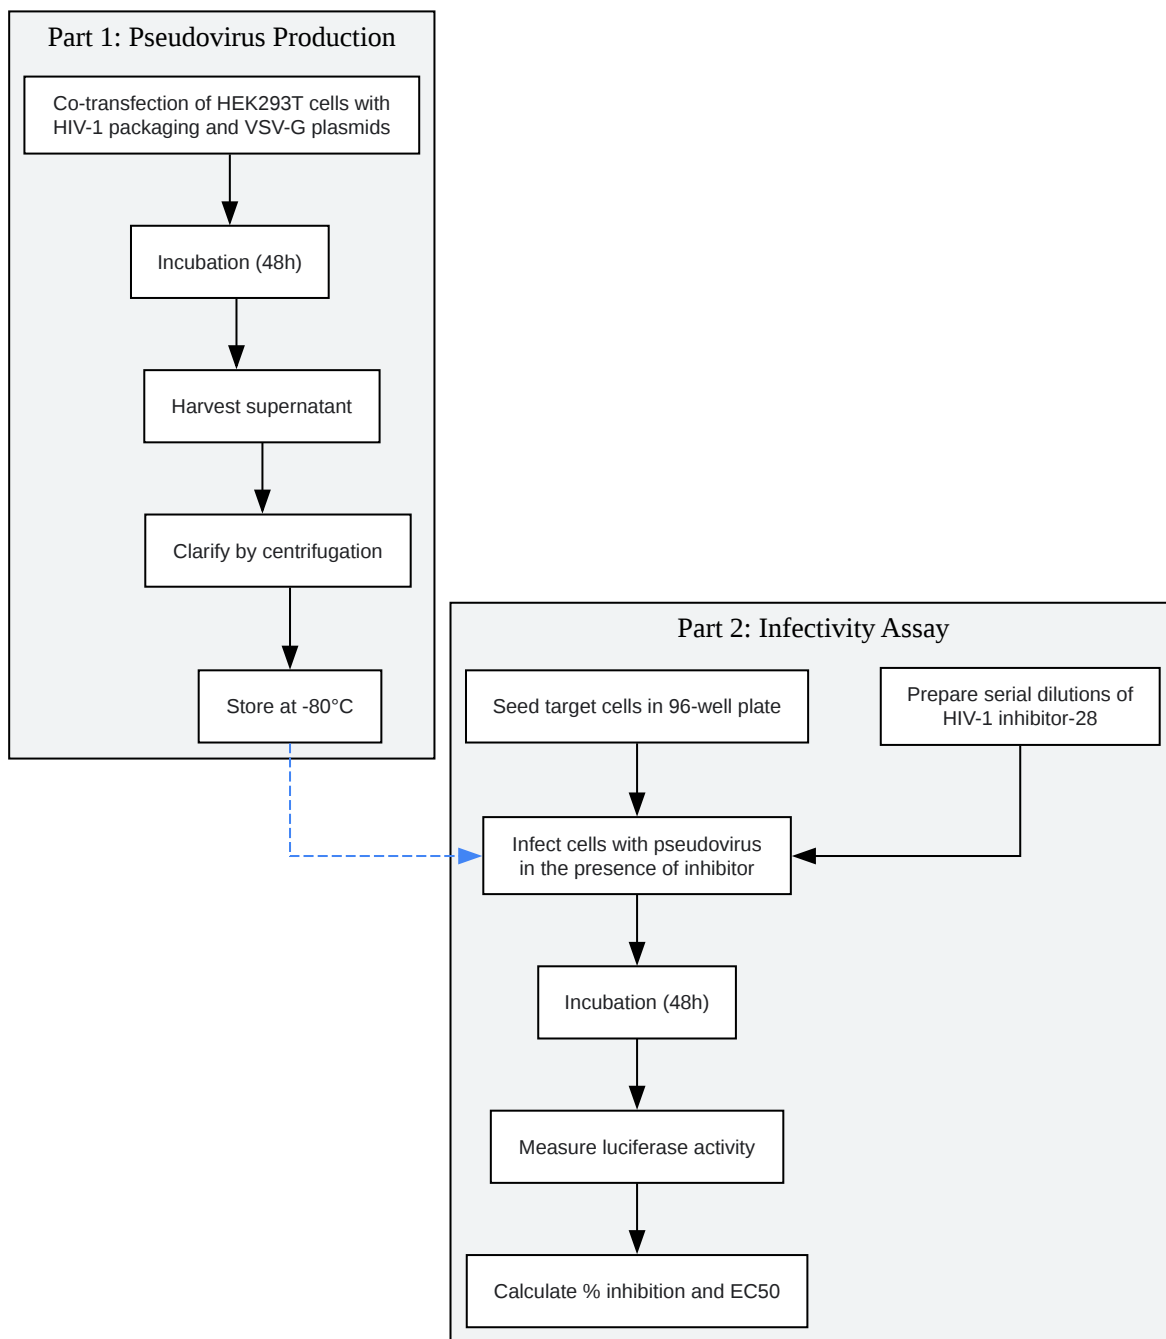 Part 1: Pseudovirus Production
Co-transfection of HEK293T cells with
HIV-1 packaging and VSV-G plasmids
Incubation (48h)
Harvest supernatant
Clarify by centrifugation
Store at -80°C
Part 2: Infectivity Assay
Seed target cells in 96-well plate
Prepare serial dilutions of
HIV-1 inhibitor-28
Infect cells with pseudovirus
in the presence of inhibitor
Incubation (48h)
Measure luciferase activity
Calculate % inhibition and EC50